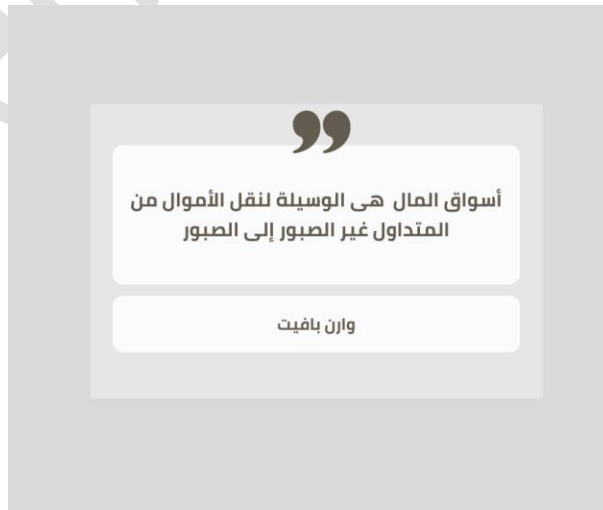 ❞
أسواق المال هى الوسيلة لنقل الأموال من
المتداول غير الصبور إلى الصبور
وارن بافيت